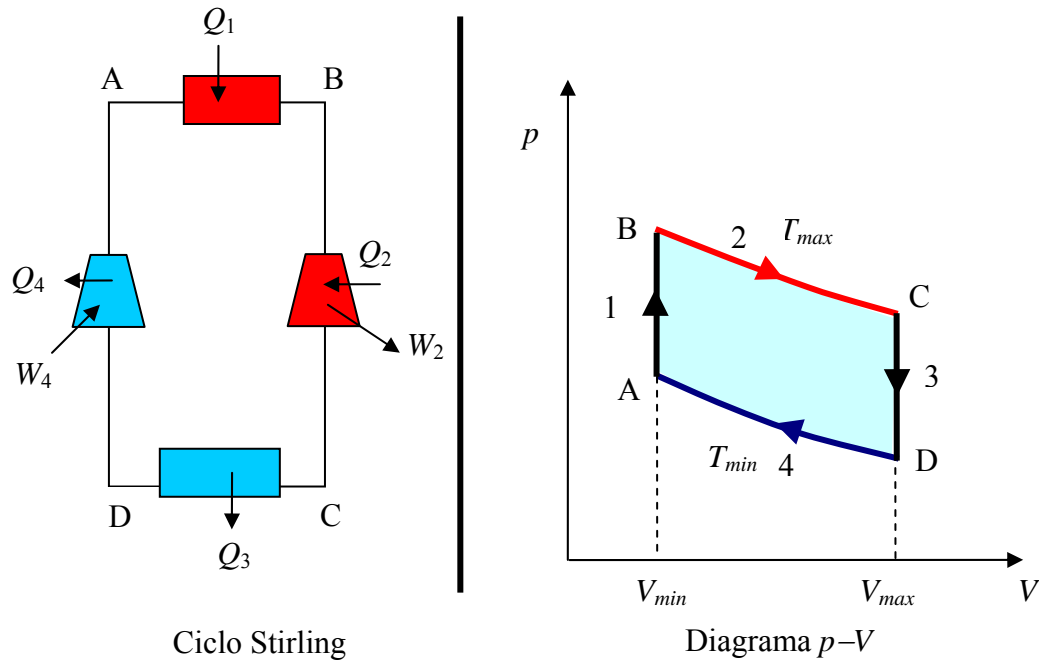 Q₁
A
B
Q₄
Q₂
W₄
W₂
D
C
Q₃
Ciclo Stirling
p
B
2
Tmax
C
1
3
A
Tmin
4
D
Vmin
Vmax
V
Diagrama p–V